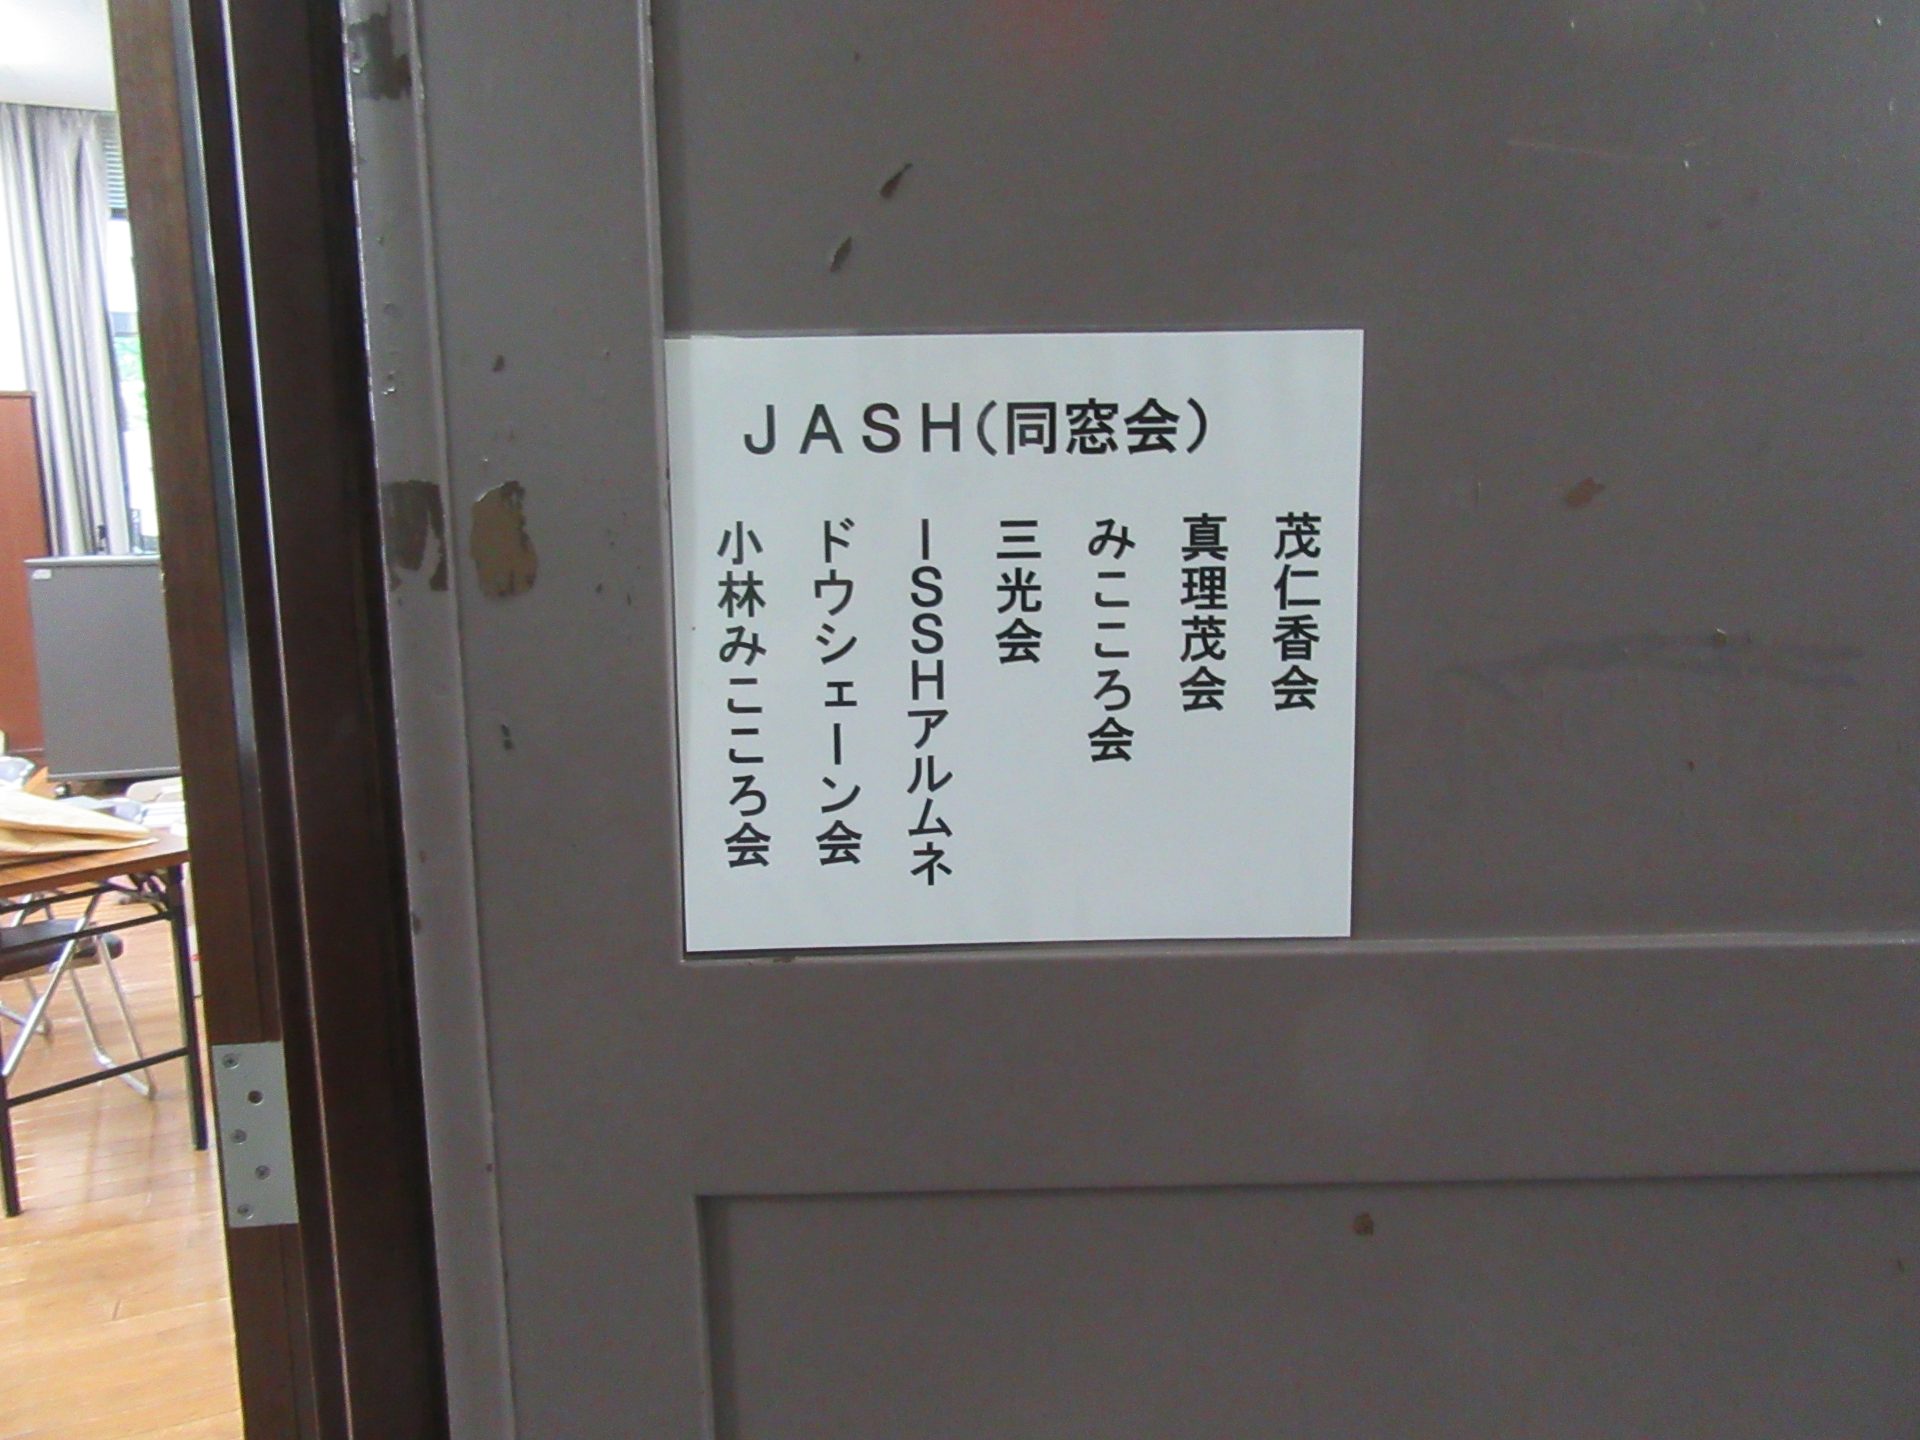 ＪＡＳＨ(同窓会)
茂仁香会
真理茂会
みこころ会
三光会
ＩＳＳＨアルムネ
ドウシェーン会
小林みこころ会